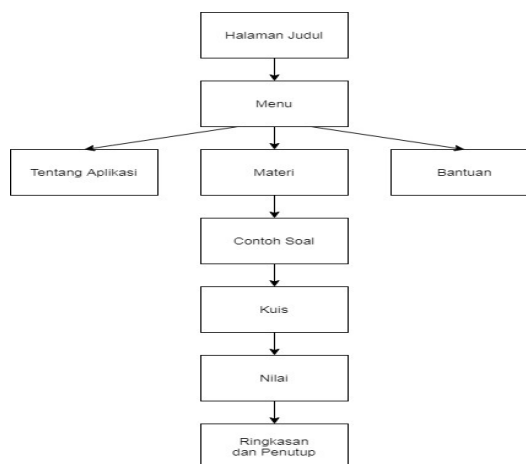 Halaman Judul
Menu
Tentang Aplikasi
Materi
Bantuan
Contoh Soal
Kuis
Nilai
Ringkasan
dan Penutup